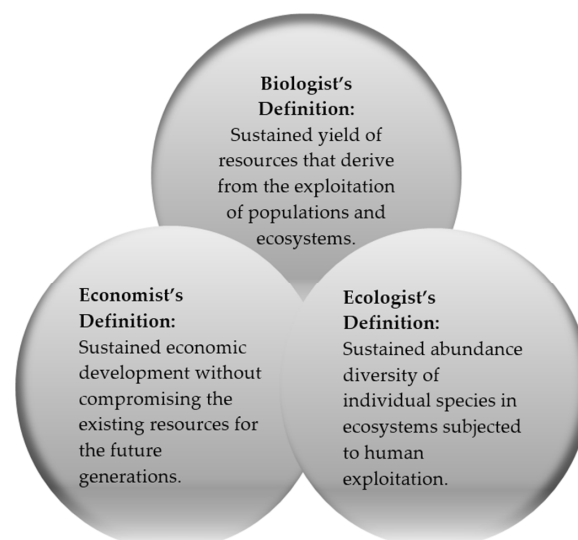 Biologist's
Definition:
Sustained yield of
resources that derive
from the exploitation
of populations and
ecosystems.
Economist's
Definition:
Sustained economic
development without
compromising the
existing resources for
the future
generations.
Ecologist's
Definition:
Sustained abundance
diversity of
individual species in
ecosystems subjected
to human
exploitation.